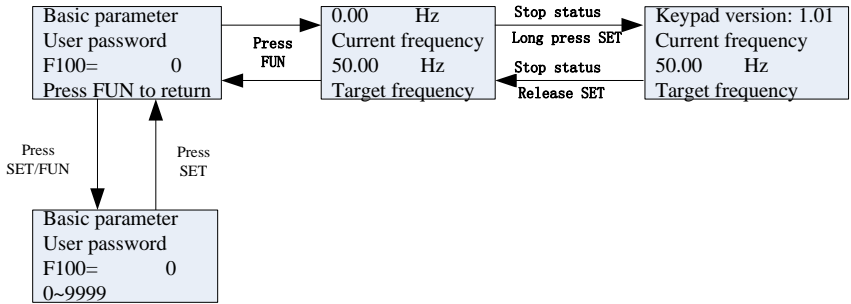 Basic parameter
User password
F100= 0
Press FUN to return
Press
FUN
0.00 Hz
Current frequency
50.00 Hz
Target frequency
Stop status
Long press SET
Stop status
Release SET
Keypad version: 1.01
Current frequency
50.00 Hz
Target frequency
Press
SET/FUN
Press
SET
Basic parameter
User password
F100= 0
0~9999